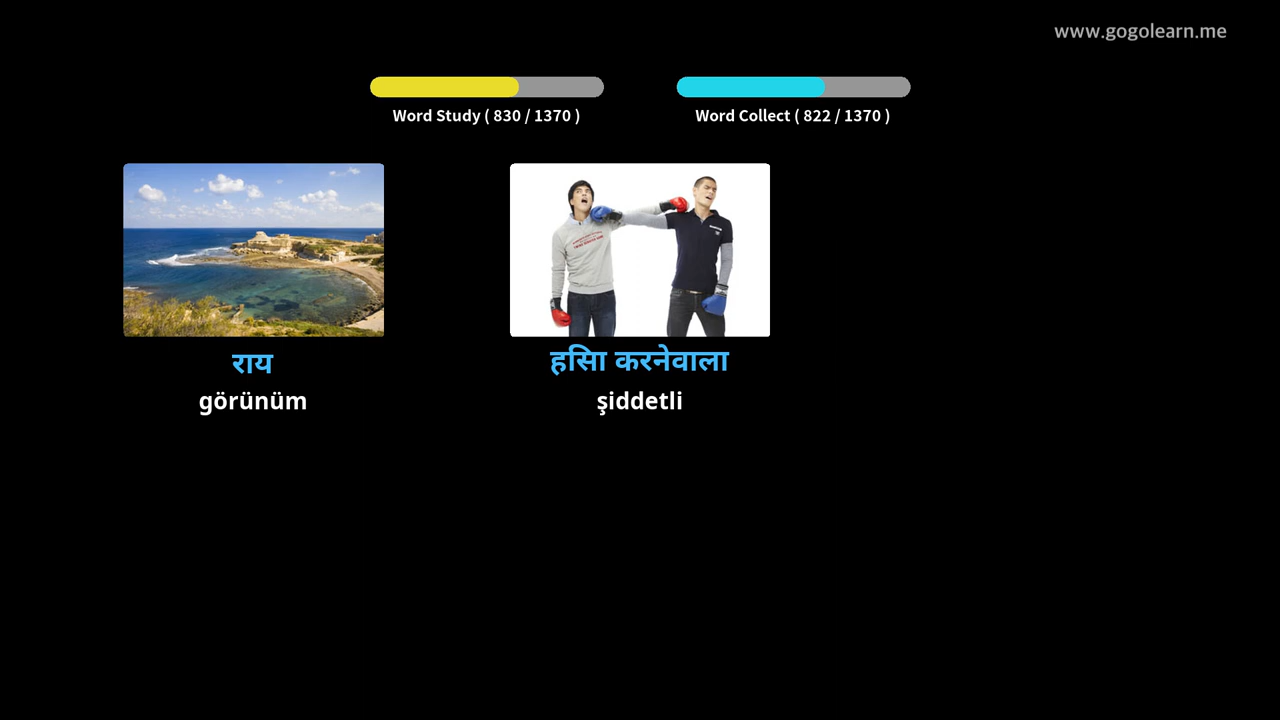 www.gogolearn.me
Word Study ( 830 / 1370 )
Word Collect ( 822 / 1370 )
राय
görünüm
हिंसा करनेवाला
şiddetli